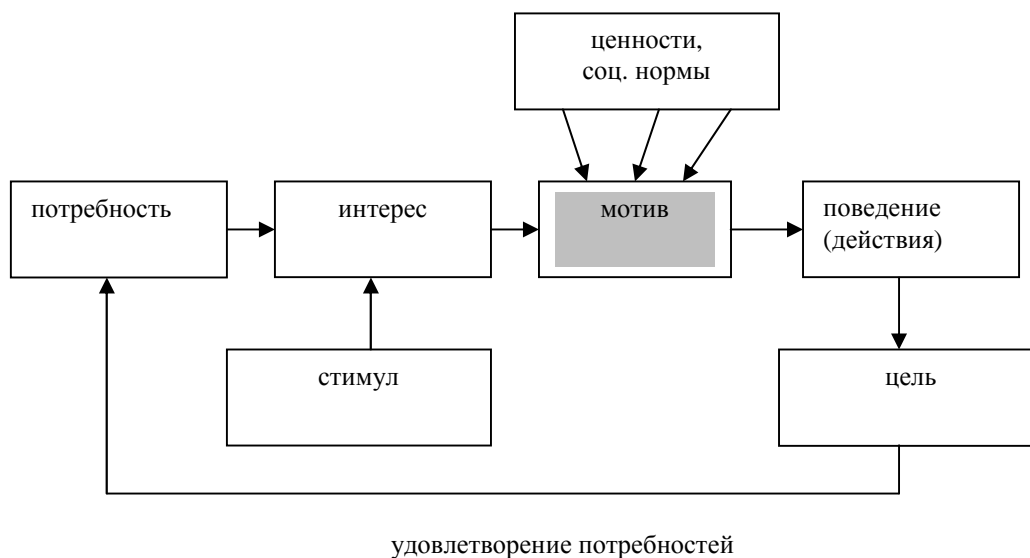 ценности,
соц. нормы
потребность
интерес
мотив
поведение
(действия)
стимул
цель
удовлетворение потребностей